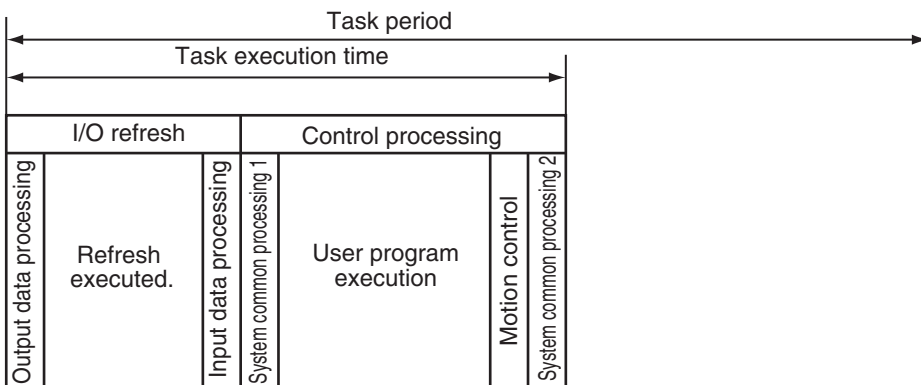 Task period
Task execution time
I/O refresh
Control processing
Output data processing
Refresh
executed.
Input data processing
System common processing 1
User program
execution
Motion control
System common processing 2